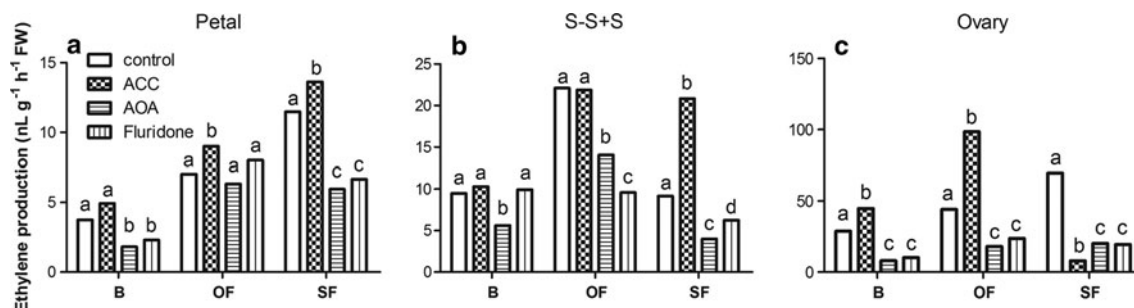 Petal
S-S+S
Ovary
Ethylene production (nL g⁻¹ h⁻¹ FW)
a
control
ACC
AOA
Fluridone
15
10
5
0
a a b b
a b a a
a b c c
B OF SF
b
25
20
15
10
5
0
a a b a
a a b c
a b c d
B OF SF
c
150
100
50
0
a b c c
a b c c
a b c c
B OF SF